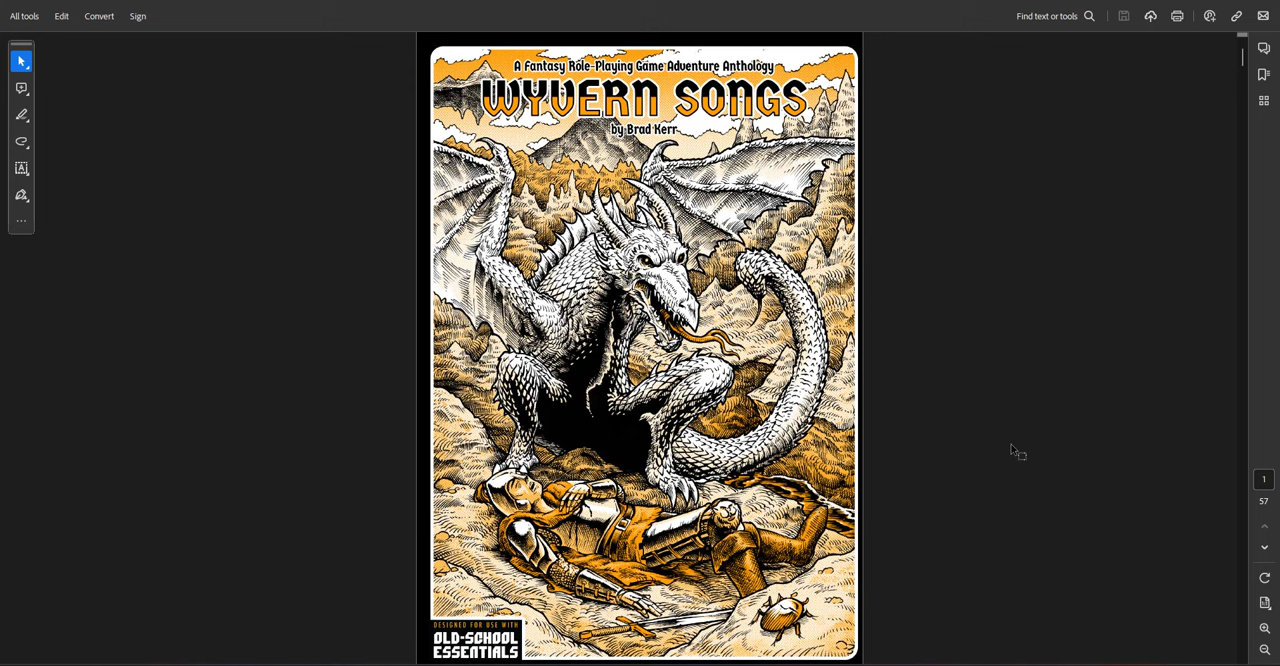 All tools Edit Convert Sign
Find text or tools
A Fantasy Role-Playing Game Adventure Anthology
WYVERN SONGS
by Brad Kerr
1
57
DESIGNED FOR USE WITH
OLD-SCHOOL
ESSENTIALS